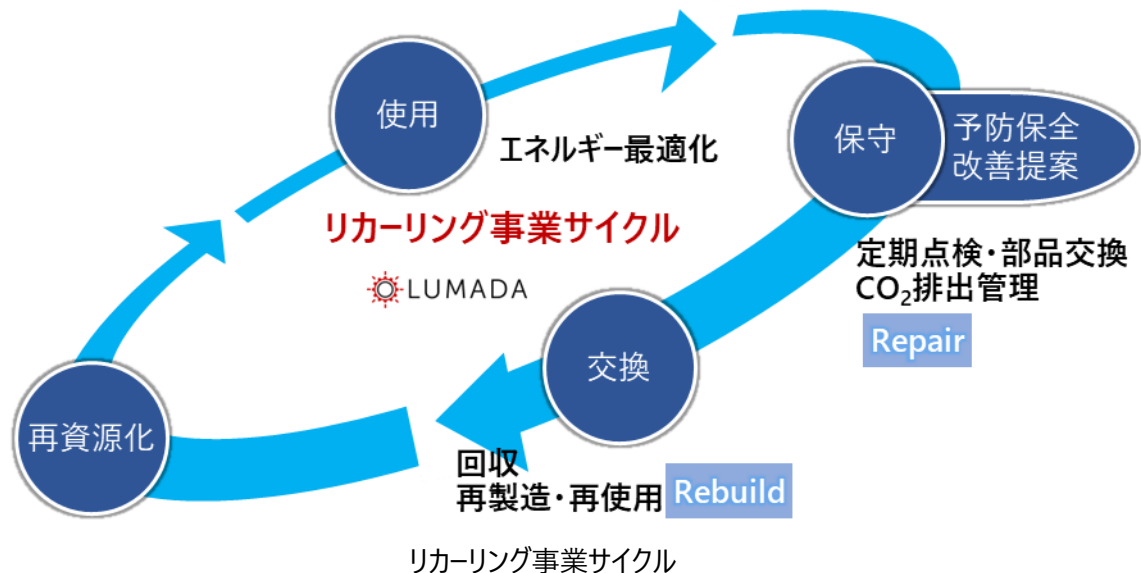 使用
エネルギー最適化
保守
予防保全
改善提案
リカーリング事業サイクル
LUMADA
定期点検・部品交換
CO₂排出管理
Repair
交換
再資源化
回収
再製造・再使用
Rebuild
リカーリング事業サイクル